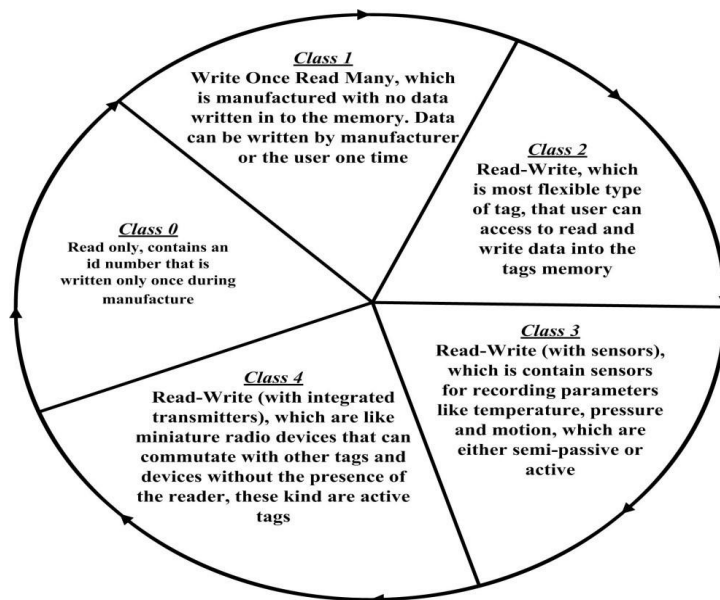 Class 1
Write Once Read Many, which
is manufactured with no data
written in to the memory. Data
can be written by manufacturer
or the user one time
Class 2
Read-Write, which
is most flexible type
of tag, that user can
access to read and
write data into the
tags memory
Class 0
Read only, contains an
id number that is
written only once during
manufacture
Class 3
Read-Write (with sensors),
which is contain sensors
for recording parameters
like temperature, pressure
and motion, which are
either semi-passive or
active
Class 4
Read-Write (with integrated
transmitters), which are like
miniature radio devices that can
commutate with other tags and
devices without the presence of
the reader, these kind are active
tags